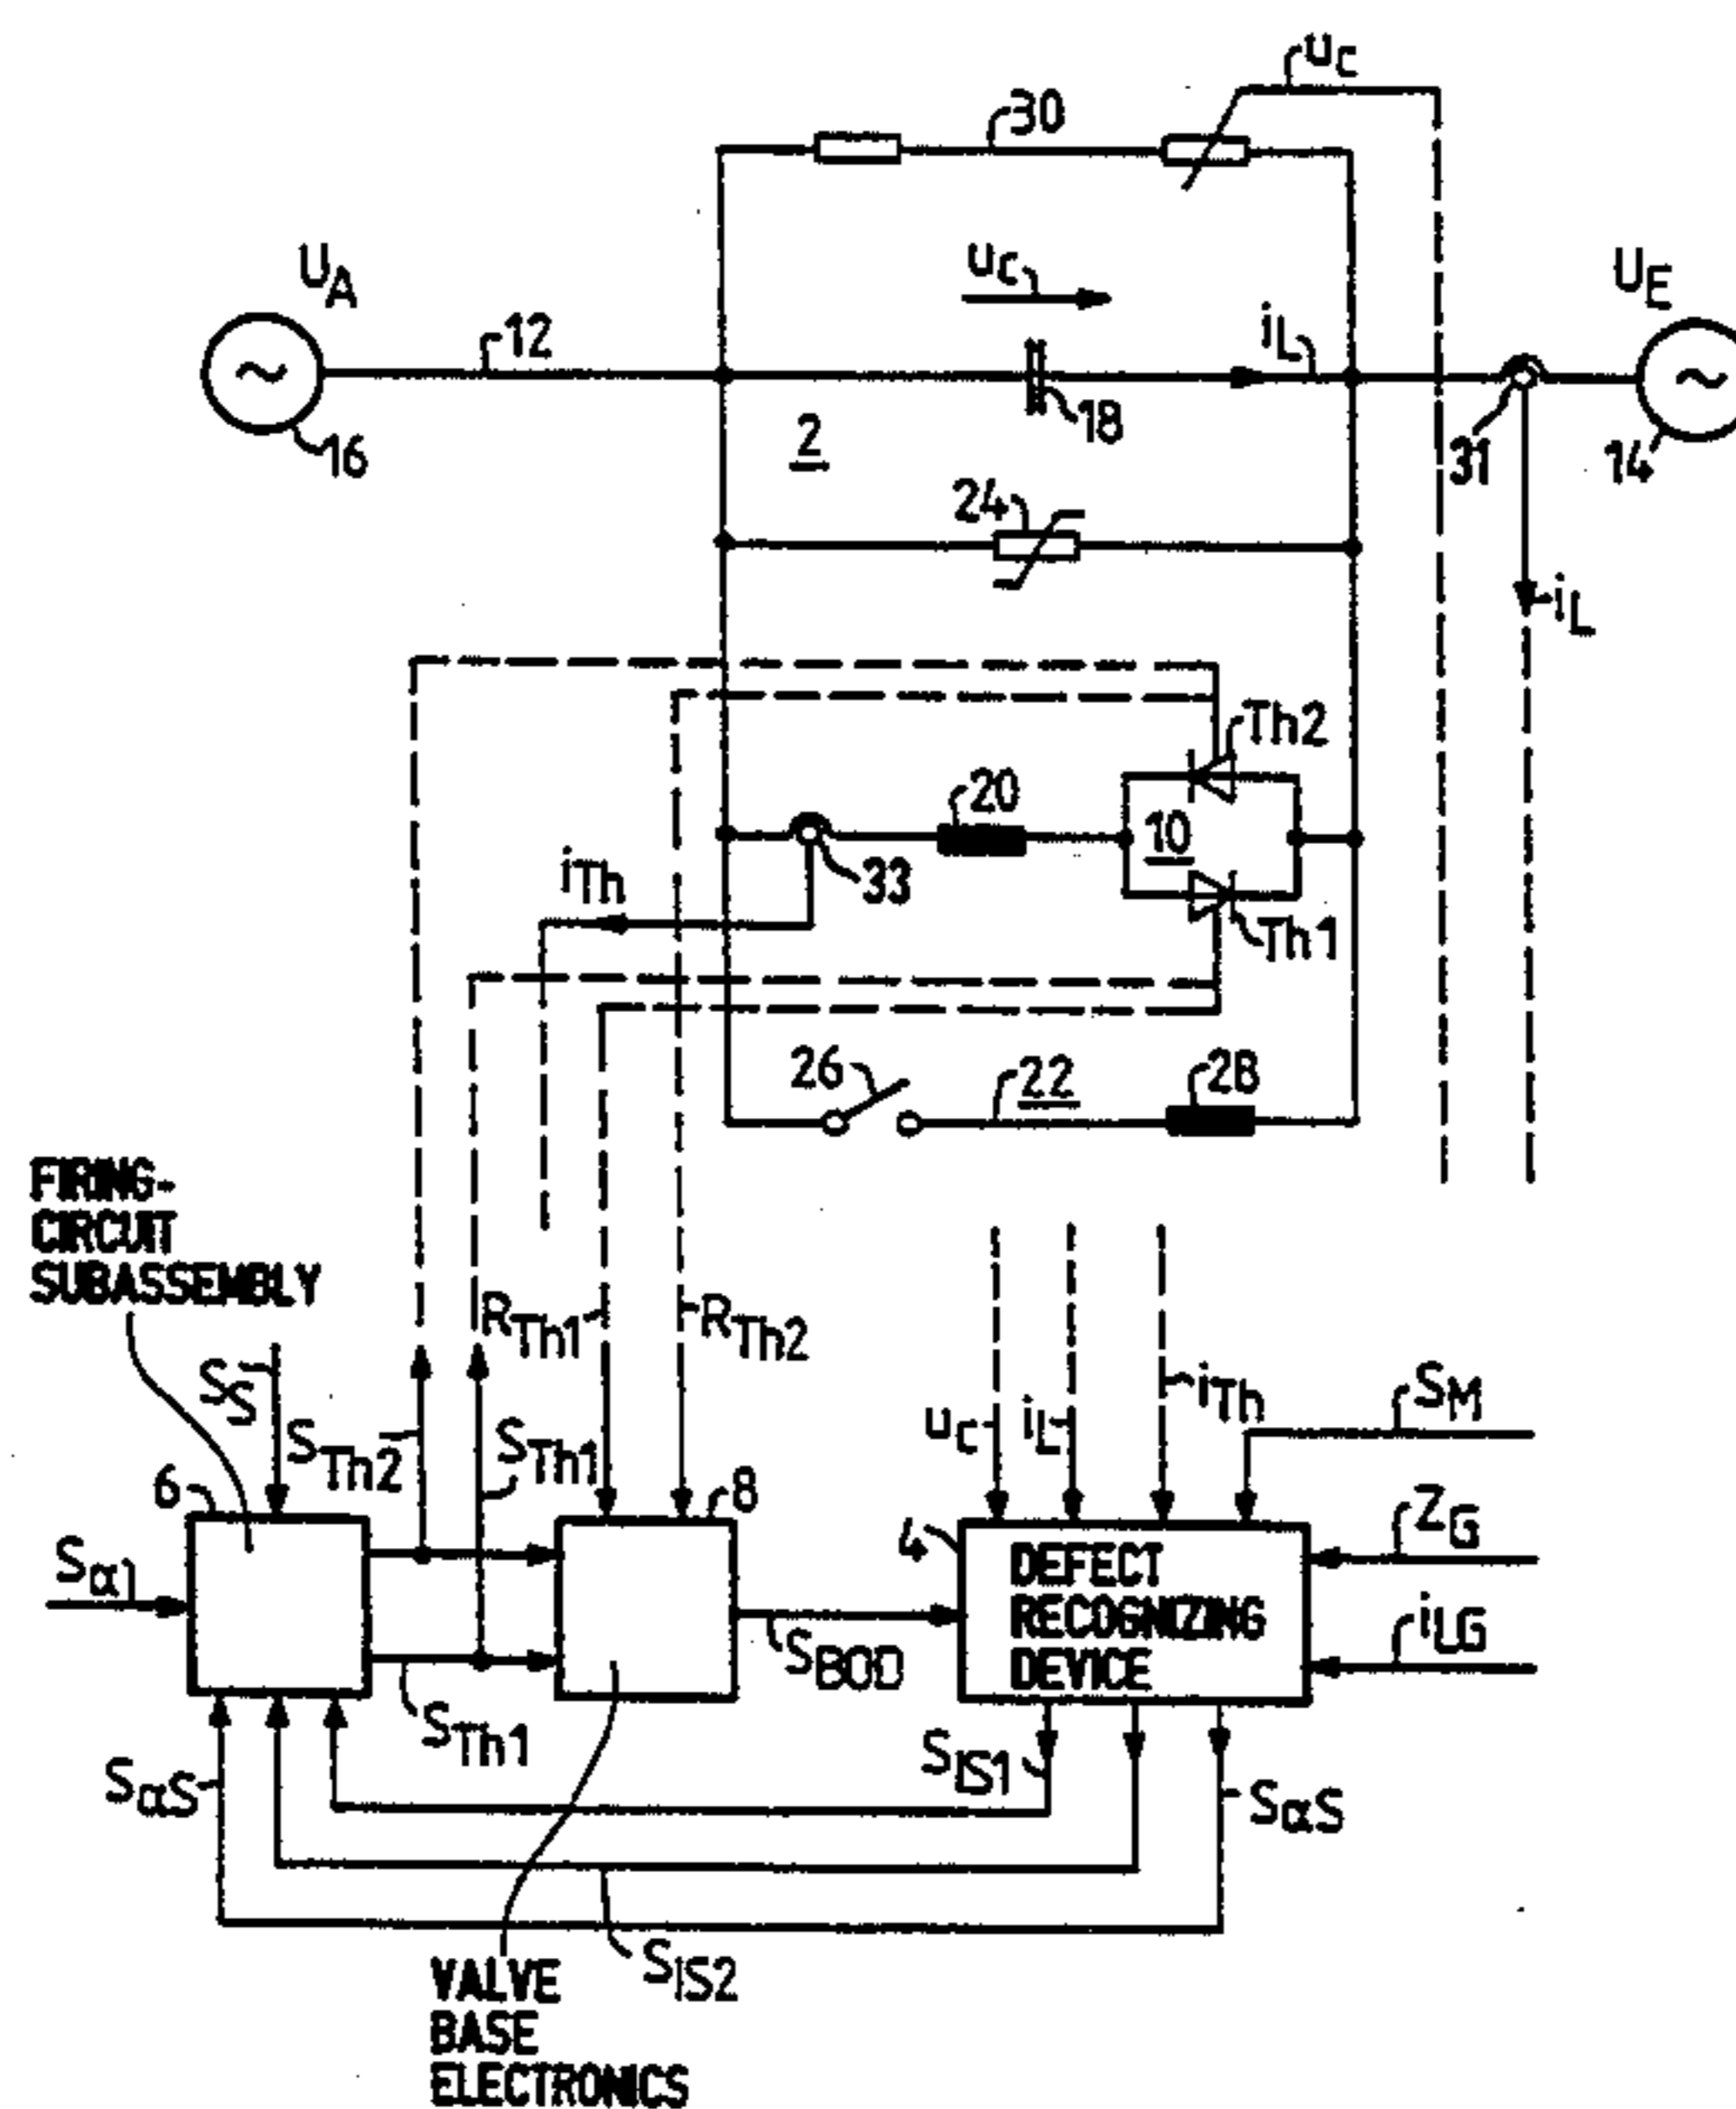 uC
30
UA
uC
UE
12
iL
16
2
18
31
14
24
iL
Th2
20
10
iTh
33
Th1
26
22
28
FIRING-
CIRCUIT
SUBASSEMBLY
RTh1
RTh2
SS
STh2
STh1
uC
iL
iTh
SM
6
8
4
ZG
Sα
DEFECT
RECOGNIZING
DEVICE
SBOD
iLG
STh1
SαS
SIS1
SαS
SIS2
VALVE
BASE
ELECTRONICS